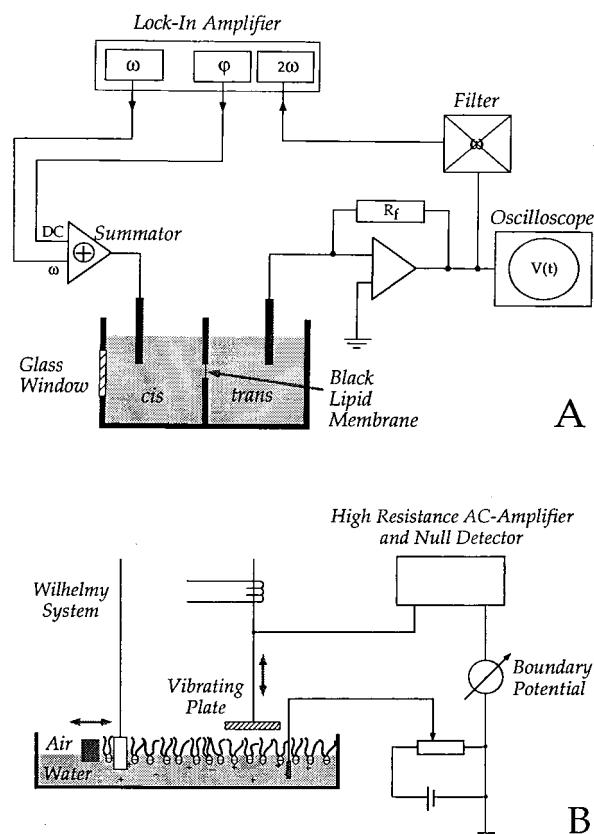 Lock-In Amplifier
ω
φ
2ω
Filter
ω
R_f
Oscilloscope
V(t)
DC
Summator
ω
Glass
Window
cis
trans
Black
Lipid
Membrane
A
High Resistance AC-Amplifier
and Null Detector
Wilhelmy
System
Vibrating
Plate
Boundary
Potential
Air
Water
B